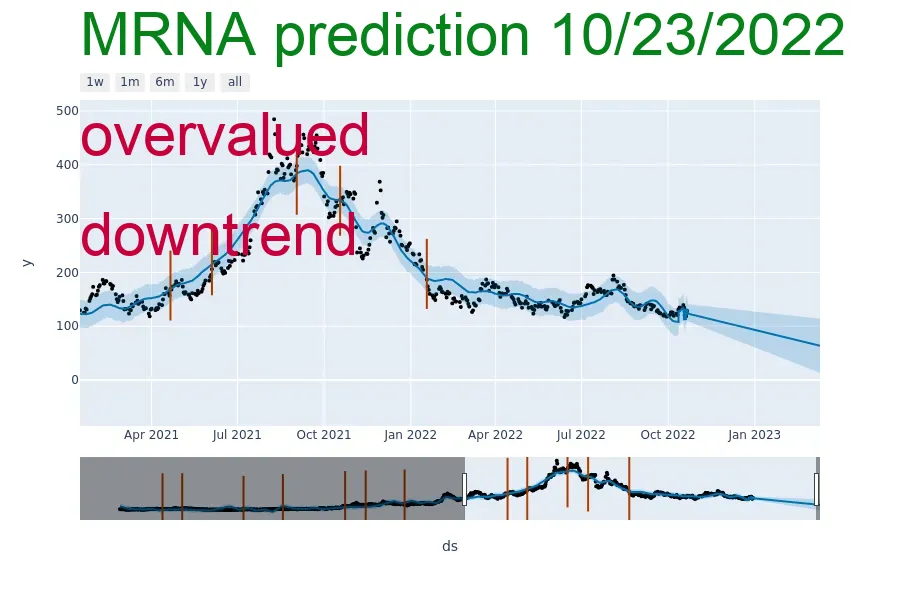 MRNA prediction 10/23/2022
1w 1m 6m 1y all
500
overvalued
400
300
downtrend
200
100
0
y
Apr 2021 Jul 2021 Oct 2021 Jan 2022 Apr 2022 Jul 2022 Oct 2022 Jan 2023
ds